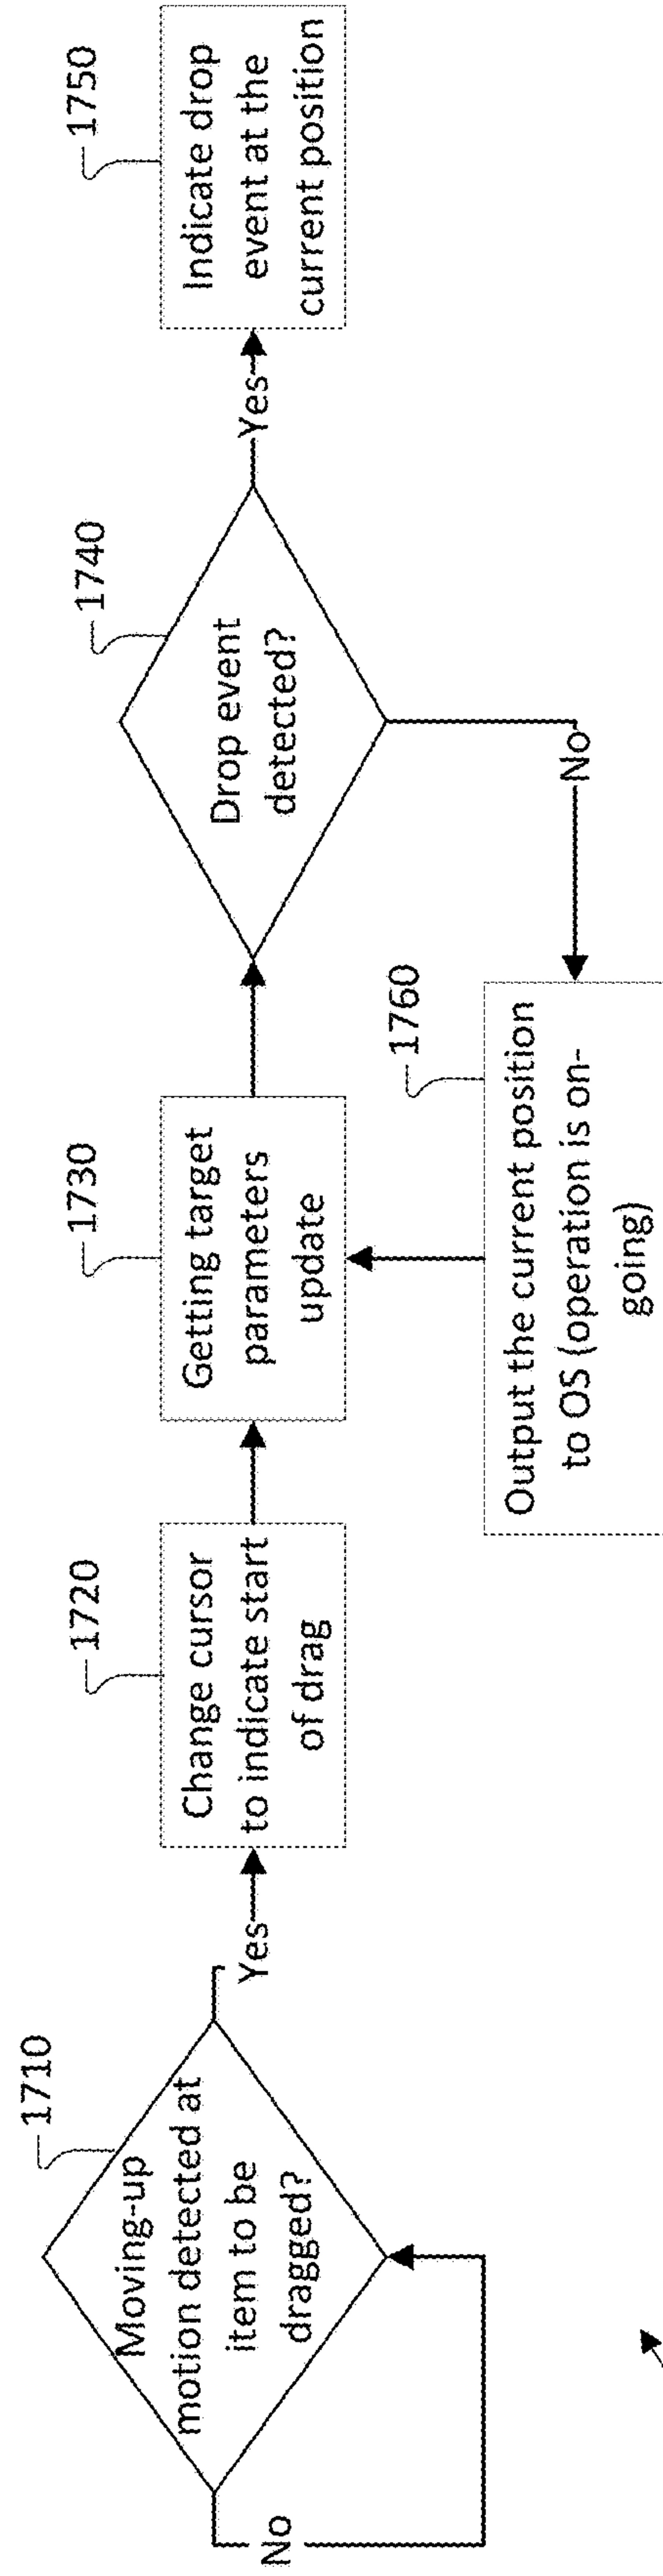 1710
Moving-up
motion detected at
item to be
dragged?
No
Yes
1720
Change cursor
to indicate start
of drag
1730
Getting target
parameters
update
1740
Drop event
detected?
Yes
1750
Indicate drop
event at the
current position
No
1760
Output the current position
to OS (operation is on-
going)